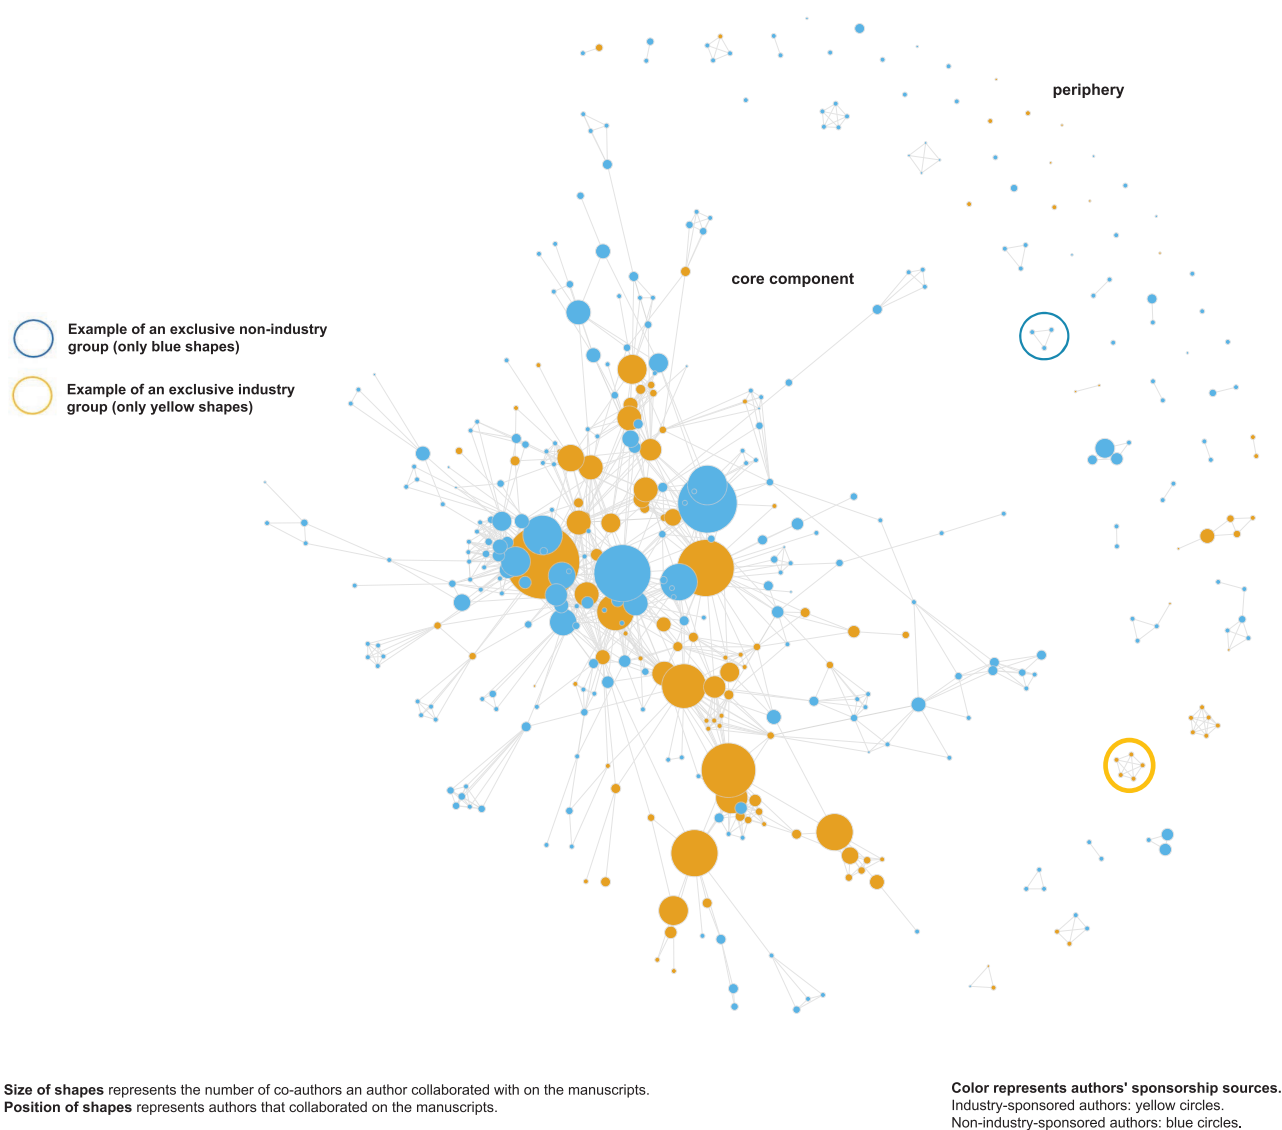 periphery
core component
Example of an exclusive non-industry
group (only blue shapes)
Example of an exclusive industry
group (only yellow shapes)
Size of shapes represents the number of co-authors an author collaborated with on the manuscripts.
Position of shapes represents authors that collaborated on the manuscripts.
Color represents authors' sponsorship sources.
Industry-sponsored authors: yellow circles.
Non-industry-sponsored authors: blue circles.